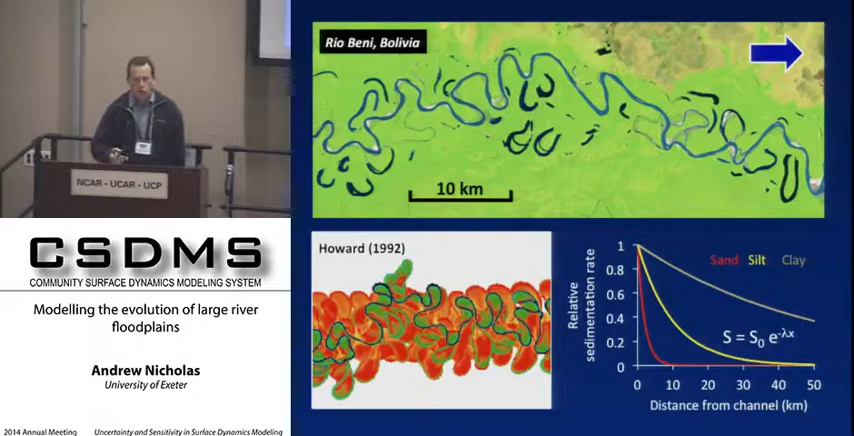 NCAR - UCAR - UCP
CSDMS
COMMUNITY SURFACE DYNAMICS MODELING SYSTEM
Modelling the evolution of large river
floodplains
Andrew Nicholas
University of Exeter
2014 Annual Meeting
Uncertainty and Sensitivity in Surface Dynamics Modeling
Rio Beni, Bolivia
10 km
Howard (1992)
Relative
sedimentation rate
1
0.8
0.6
0.4
0.2
0
Sand Silt Clay
S = S₀ e^-λx
0 10 20 30 40 50
Distance from channel (km)